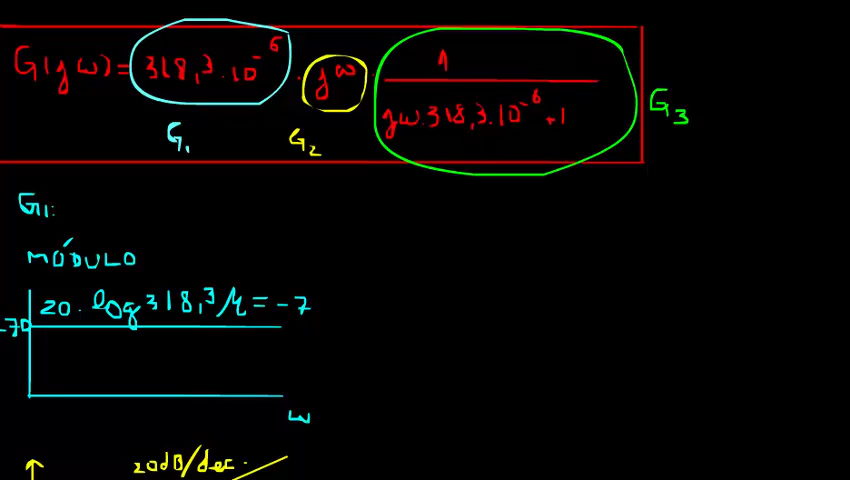 G(jω) = 318,3.10^-6 . jω . 1 / (jω.318,3.10^-6 + 1)
G1 G2 G3
G1:
MÓDULO
20.log 318,3μ = -7
-70
ω
20dB/dec.